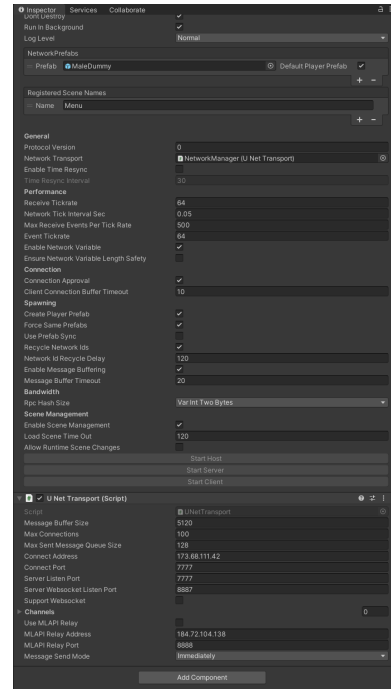 Inspector Services Collaborate
Dont Destroy
Run In Background
Log Level Normal
NetworkPrefabs
Prefab MaleDummy Default Player Prefab
+ -
Registered Scene Names
Name Menu
+ -
General
Protocol Version 0
Network Transport NetworkManager (U Net Transport)
Enable Time Resync
Time Resync Interval 30
Performance
Receive Tickrate 64
Network Tick Interval Sec 0.05
Max Receive Events Per Tick Rate 500
Event Tickrate 64
Enable Network Variable
Ensure Network Variable Length Safety
Connection
Connection Approval
Client Connection Buffer Timeout 10
Spawning
Create Player Prefab
Force Same Prefabs
Use Prefab Sync
Recycle Network Ids
Network Id Recycle Delay 120
Enable Message Buffering
Message Buffer Timeout 20
Bandwidth
Rpc Hash Size Var Int Two Bytes
Scene Management
Enable Scene Management
Load Scene Time Out 120
Allow Runtime Scene Changes
Start Host
Start Server
Start Client
U Net Transport (Script)
Script UNetTransport
Message Buffer Size 5120
Max Connections 100
Max Sent Message Queue Size 128
Connect Address 173.68.111.42
Connect Port 7777
Server Listen Port 7777
Server Websocket Listen Port 8887
Support Websocket
Channels 0
Use MLAPI Relay
MLAPI Relay Address 184.72.104.138
MLAPI Relay Port 8888
Message Send Mode Immediately
Add Component